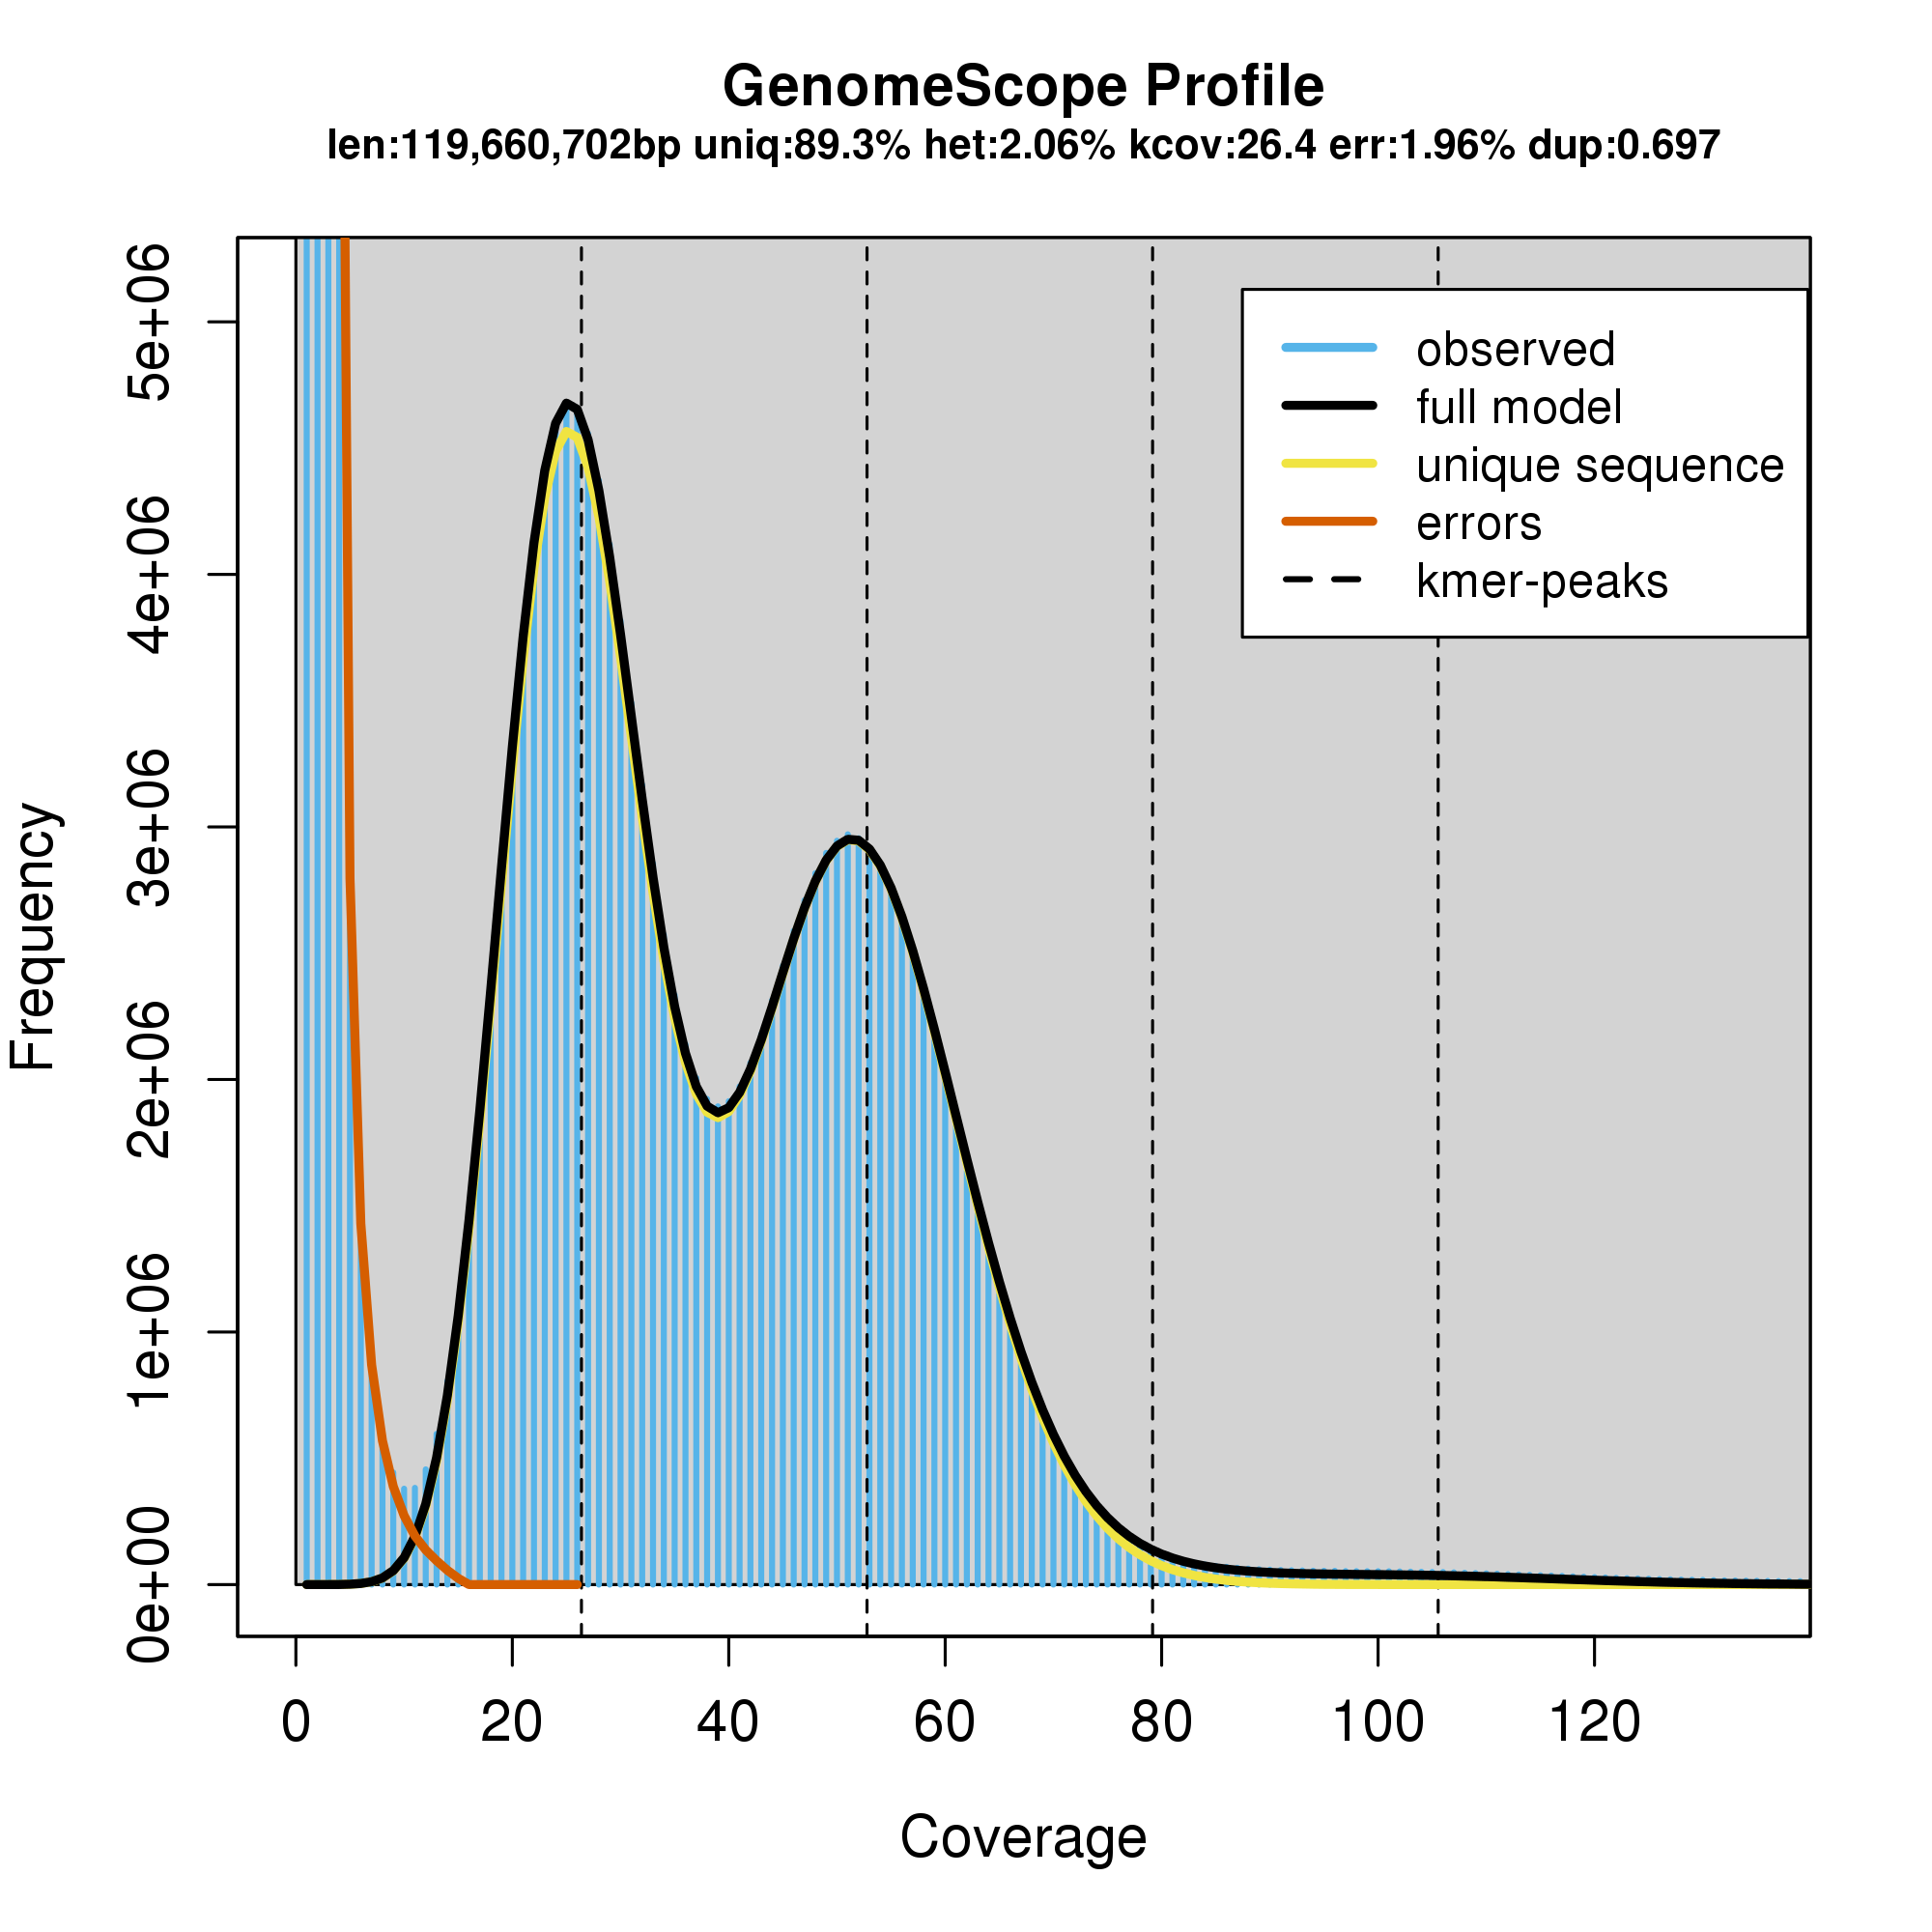 GenomeScope Profile
len:119,660,702bp uniq:89.3% het:2.06% kcov:26.4 err:1.96% dup:0.697
observed
full model
unique sequence
errors
kmer-peaks
Frequency
5e+06
4e+06
3e+06
2e+06
1e+06
0e+00
0 20 40 60 80 100 120
Coverage